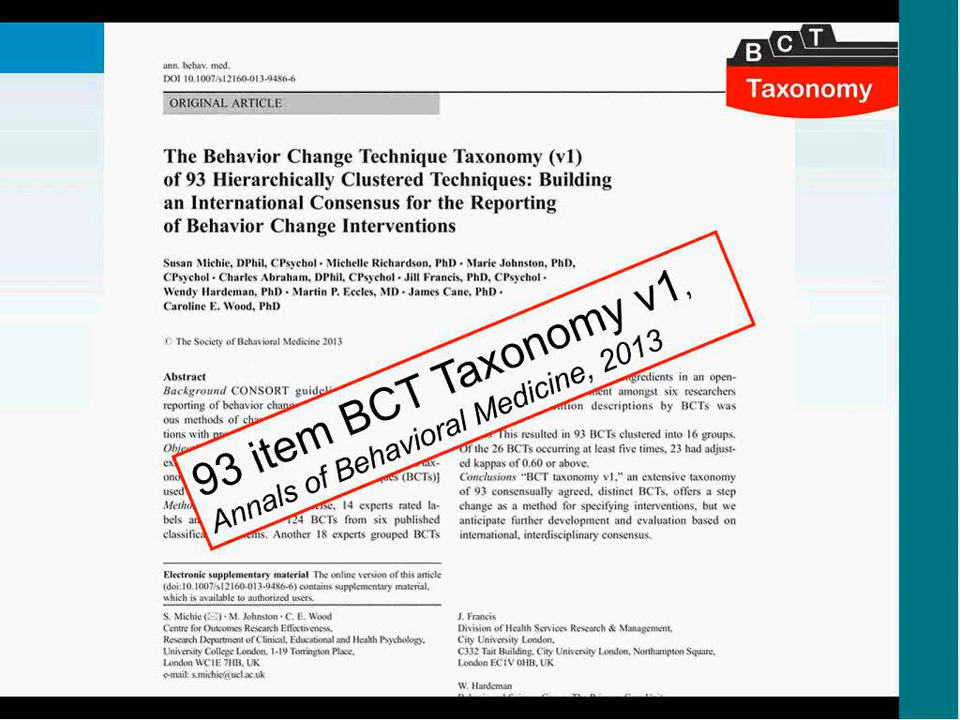 ann. behav. med.
DOI 10.1007/s12160-013-9486-6
B C T
Taxonomy
ORIGINAL ARTICLE
The Behavior Change Technique Taxonomy (v1)
of 93 Hierarchically Clustered Techniques: Building
an International Consensus for the Reporting
of Behavior Change Interventions
Susan Michie, DPhil, CPsychol · Michelle Richardson, PhD · Marie Johnston, PhD,
CPsychol · Charles Abraham, DPhil, CPsychol · Jill Francis, PhD, CPsychol ·
Wendy Hardeman, PhD · Martin P. Eccles, MD · James Cane, PhD ·
Caroline E. Wood, PhD
© The Society of Behavioral Medicine 2013
93 item BCT Taxonomy v1,
Annals of Behavioral Medicine, 2013
Abstract
Background CONSORT
reporting of behavior
ous methods of
tions with
used
14 experts rated la-
bels 124 BCTs from six published
Another 18 experts grouped BCTs
in an open-
amongst six researchers
descriptions by BCTs was
This resulted in 93 BCTs clustered into 16 groups.
Of the 26 BCTs occurring at least five times, 23 had adjust-
ed kappas of 0.60 or above.
Conclusions “BCT taxonomy v1,” an extensive taxonomy
of 93 consensually agreed, distinct BCTs, offers a step
change as a method for specifying interventions, but we
anticipate further development and evaluation based on
international, interdisciplinary consensus.
Electronic supplementary material The online version of this article
(doi:10.1007/s12160-013-9486-6) contains supplementary material,
which is available to authorized users.
S. Michie (✉) · M. Johnston · C. E. Wood
Centre for Outcomes Research Effectiveness,
Research Department of Clinical, Educational and Health Psychology,
University College London, 1-19 Torrington Place,
London WC1E 7HB, UK
e-mail: s.michie@ucl.ac.uk
J. Francis
Division of Health Services Research & Management,
City University London,
C332 Tait Building, City University London, Northampton Square,
London EC1V 0HB, UK
W. Hardeman